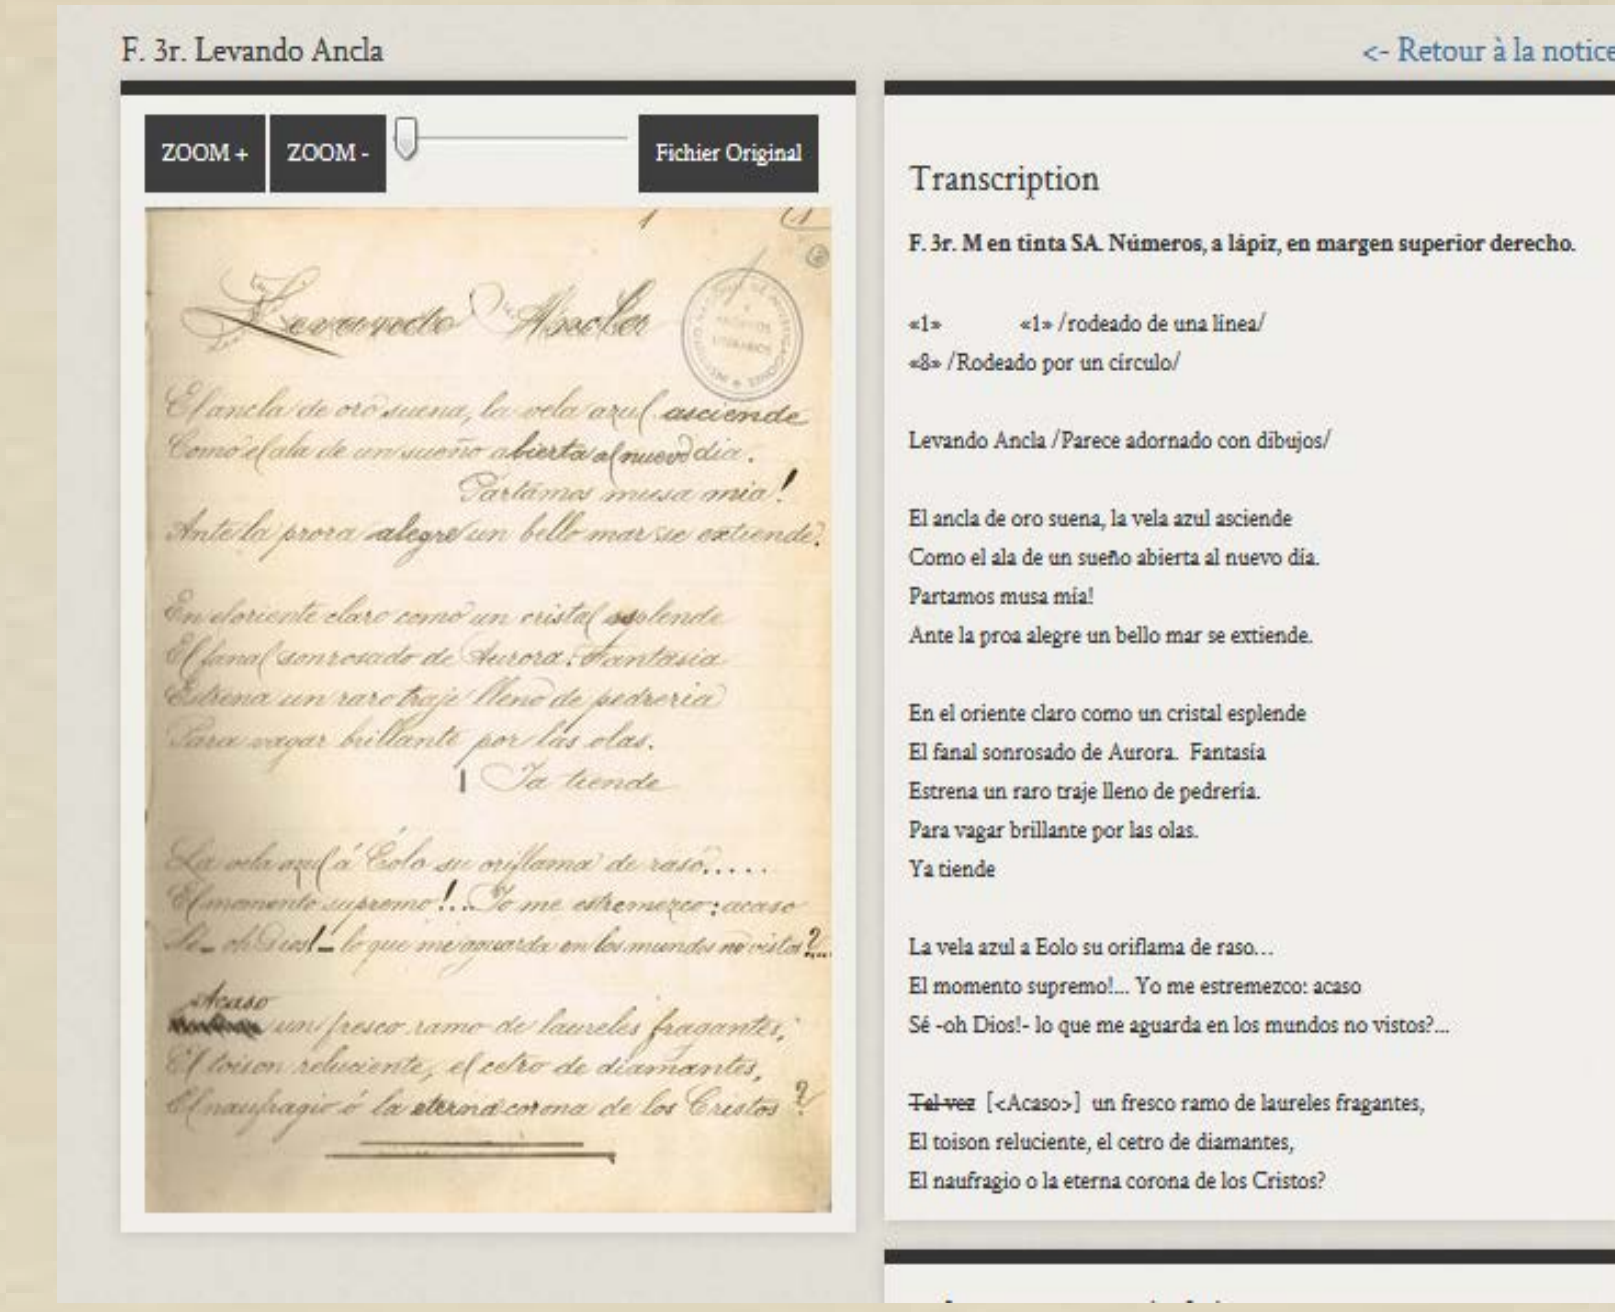 F. 3r. Levando Ancla
<- Retour à la notice
ZOOM +
ZOOM -
Fichier Original
1
Levando Ancla
El ancla de oro suena, la vela azul asciende
Como el ala de un sueño abierta al nuevo dia.
Partamos musa mia!
Ante la prora alegre un bello mar se extiende.
En el oriente claro como un cristal esplende
El fanal sonrosado de Aurora. Fantasia
Estrena un raro traje lleno de pedreria
Para vagar brillante por las olas.
Ya tiende
La vela azul á Eolo su oriflama de raso.....
El momento supremo!... Yo me estremezco: acaso
Sé _ oh Dios! _ lo que me aguarda en los mundos no vistos?...
Acaso
un fresco ramo de laureles fragantes,
El toison reluciente, el cetro de diamantes,
El naufragio ó la eterna corona de los Cristos?
Transcription
F. 3r. M en tinta SA. Números, a lápiz, en margen superior derecho.
«1» «1» /rodeado de una línea/
«8» /Rodeado por un círculo/
Levando Ancla /Parece adornado con dibujos/
El ancla de oro suena, la vela azul asciende
Como el ala de un sueño abierta al nuevo día.
Partamos musa mía!
Ante la proa alegre un bello mar se extiende.
En el oriente claro como un cristal esplende
El fanal sonrosado de Aurora. Fantasía
Estrena un raro traje lleno de pedrería.
Para vagar brillante por las olas.
Ya tiende
La vela azul a Eolo su oriflama de raso...
El momento supremo!... Yo me estremezco: acaso
Sé -oh Dios!- lo que me aguarda en los mundos no vistos?...
Tal vez [<Acaso>] un fresco ramo de laureles fragantes,
El toison reluciente, el cetro de diamantes,
El naufragio o la eterna corona de los Cristos?